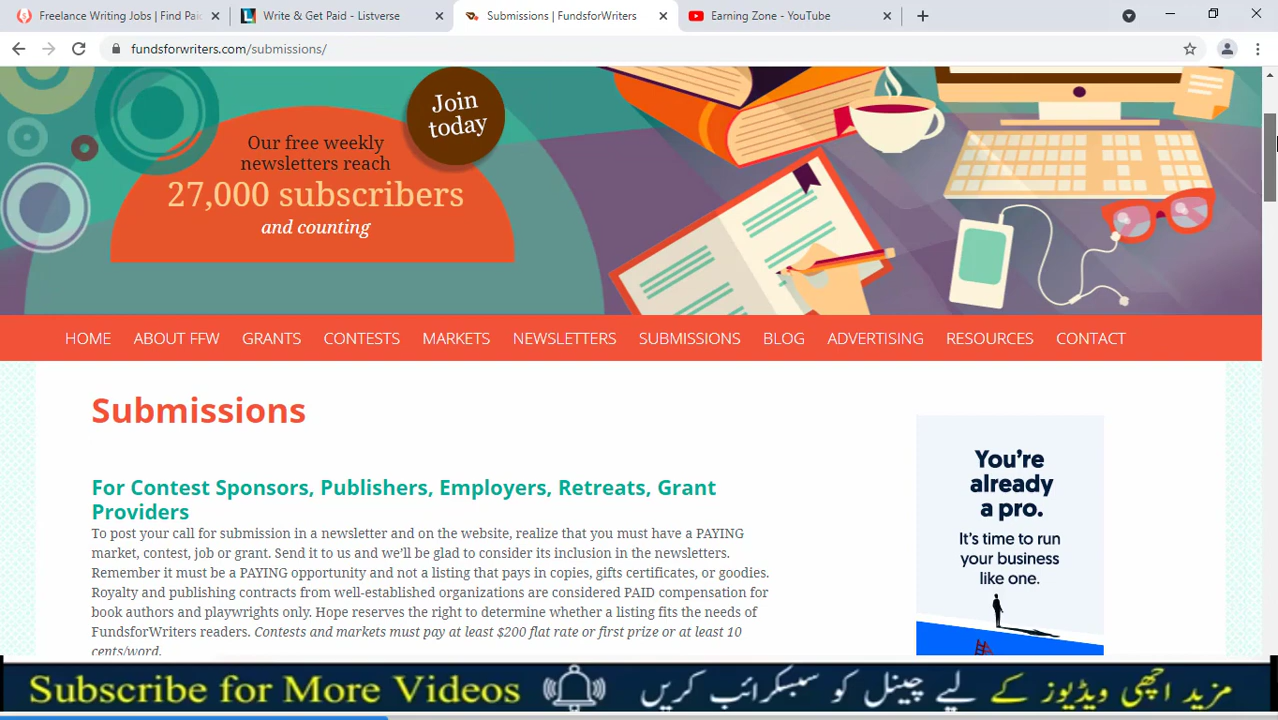 Freelance Writing Jobs | Find Pai
Write & Get Paid - Listverse
Submissions | FundsforWriters
Earning Zone - YouTube
fundsforwriters.com/submissions/
Join
today
Our free weekly
newsletters reach
27,000 subscribers
and counting
HOME ABOUT FFW GRANTS CONTESTS MARKETS NEWSLETTERS SUBMISSIONS BLOG ADVERTISING RESOURCES CONTACT
Submissions
For Contest Sponsors, Publishers, Employers, Retreats, Grant
Providers
To post your call for submission in a newsletter and on the website, realize that you must have a PAYING
market, contest, job or grant. Send it to us and we'll be glad to consider its inclusion in the newsletters.
Remember it must be a PAYING opportunity and not a listing that pays in copies, gifts certificates, or goodies.
Royalty and publishing contracts from well-established organizations are considered PAID compensation for
book authors and playwrights only. Hope reserves the right to determine whether a listing fits the needs of
FundsforWriters readers. Contests and markets must pay at least $200 flat rate or first prize or at least 10
cents/word.
You're
already
a pro.
It's time to run
your business
like one.
Subscribe for More Videos
مزید اچھی ویڈیوز کے لیے چینل کو سبسکرائب کریں